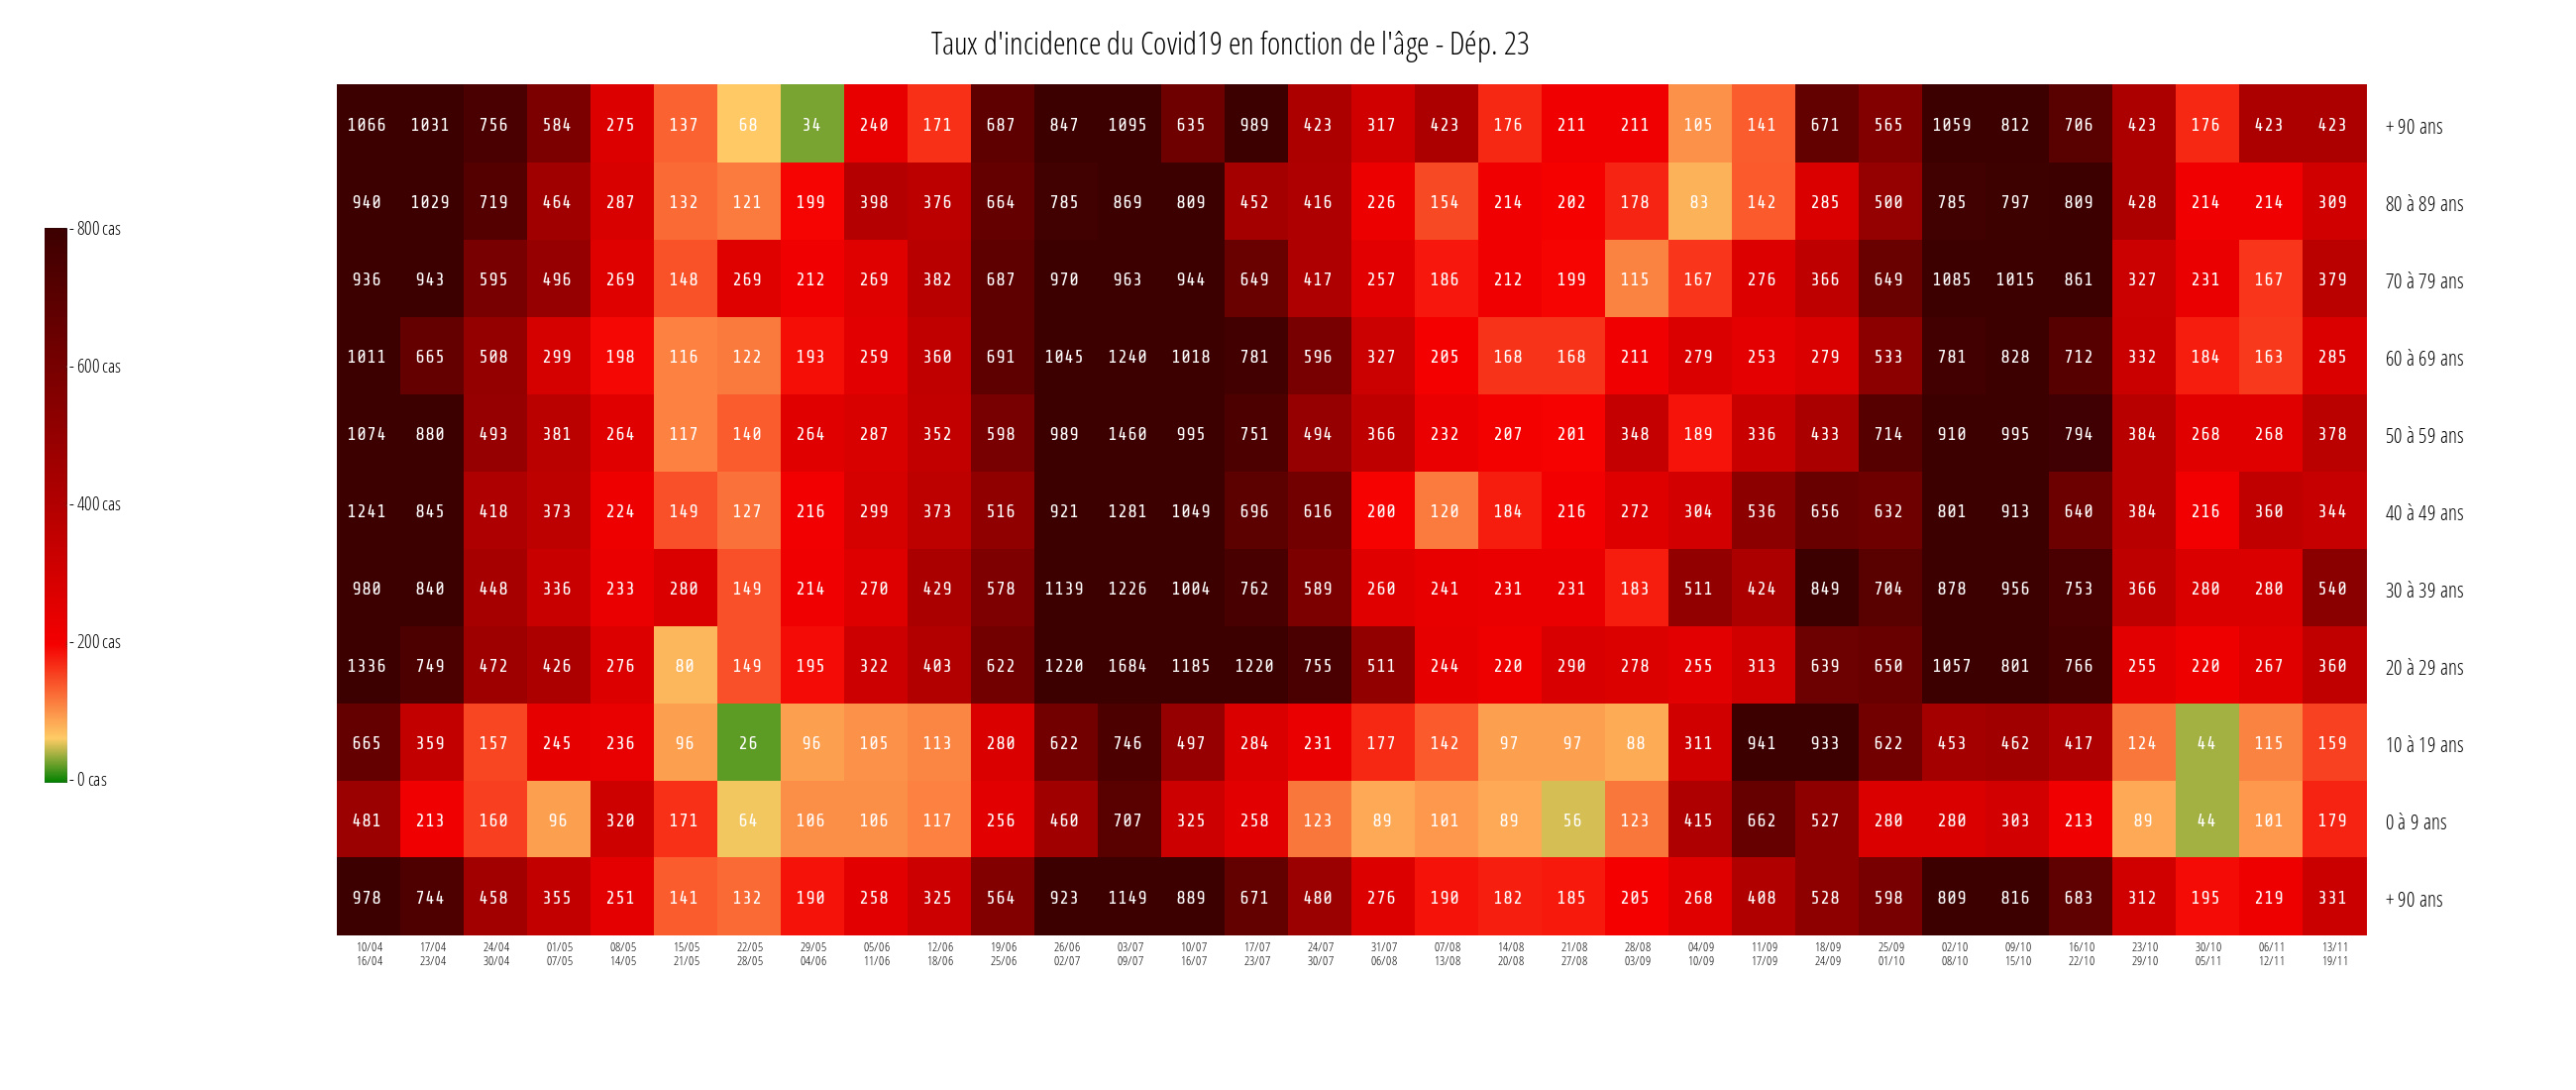 Taux d'incidence du Covid19 en fonction de l'âge - Dép. 23
- 800 cas
- 600 cas
- 400 cas
- 200 cas
- 0 cas
1066 1031 756 584 275 137 68 34 240 171 687 847 1095 635 989 423 317 423 176 211 211 105 141 671 565 1059 812 706 423 176 423 423 + 90 ans
940 1029 719 464 287 132 121 199 398 376 664 785 869 809 452 416 226 154 214 202 178 83 142 285 500 785 797 809 428 214 214 309 80 à 89 ans
936 943 595 496 269 148 269 212 269 382 687 970 963 944 649 417 257 186 212 199 115 167 276 366 649 1085 1015 861 327 231 167 379 70 à 79 ans
1011 665 508 299 198 116 122 193 259 360 691 1045 1240 1018 781 596 327 205 168 168 211 279 253 279 533 781 828 712 332 184 163 285 60 à 69 ans
1074 880 493 381 264 117 140 264 287 352 598 989 1460 995 751 494 366 232 207 201 348 189 336 433 714 910 995 794 384 268 268 378 50 à 59 ans
1241 845 418 373 224 149 127 216 299 373 516 921 1281 1049 696 616 200 120 184 216 272 304 536 656 632 801 913 640 384 216 360 344 40 à 49 ans
980 840 448 336 233 280 149 214 270 429 578 1139 1226 1004 762 589 260 241 231 231 183 511 424 849 704 878 956 753 366 280 280 540 30 à 39 ans
1336 749 472 426 276 80 149 195 322 403 622 1220 1684 1185 1220 755 511 244 220 290 278 255 313 639 650 1057 801 766 255 220 267 360 20 à 29 ans
665 359 157 245 236 96 26 96 105 113 280 622 746 497 284 231 177 142 97 97 88 311 941 933 622 453 462 417 124 44 115 159 10 à 19 ans
481 213 160 96 320 171 64 106 106 117 256 460 707 325 258 123 89 101 89 56 123 415 662 527 280 280 303 213 89 44 101 179 0 à 9 ans
978 744 458 355 251 141 132 190 258 325 564 923 1149 889 671 480 276 190 182 185 205 268 408 528 598 809 816 683 312 195 219 331 + 90 ans
10/04 17/04 24/04 01/05 08/05 15/05 22/05 29/05 05/06 12/06 19/06 26/06 03/07 10/07 17/07 24/07 31/07 07/08 14/08 21/08 28/08 04/09 11/09 18/09 25/09 02/10 09/10 16/10 23/10 30/10 06/11 13/11
16/04 23/04 30/04 07/05 14/05 21/05 28/05 04/06 11/06 18/06 25/06 02/07 09/07 16/07 23/07 30/07 06/08 13/08 20/08 27/08 03/09 10/09 17/09 24/09 01/10 08/10 15/10 22/10 29/10 05/11 12/11 19/11